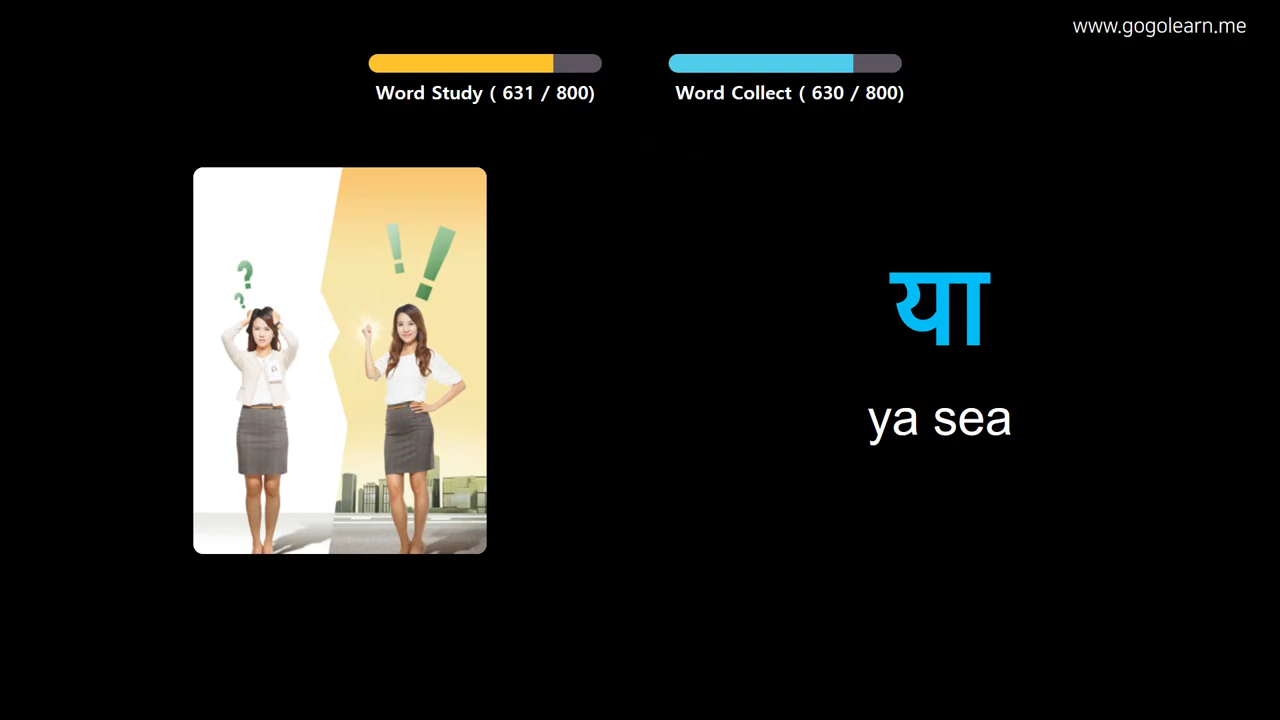 www.gogolearn.me
Word Study ( 631 / 800)
Word Collect ( 630 / 800)
? ? ! !
या
ya sea